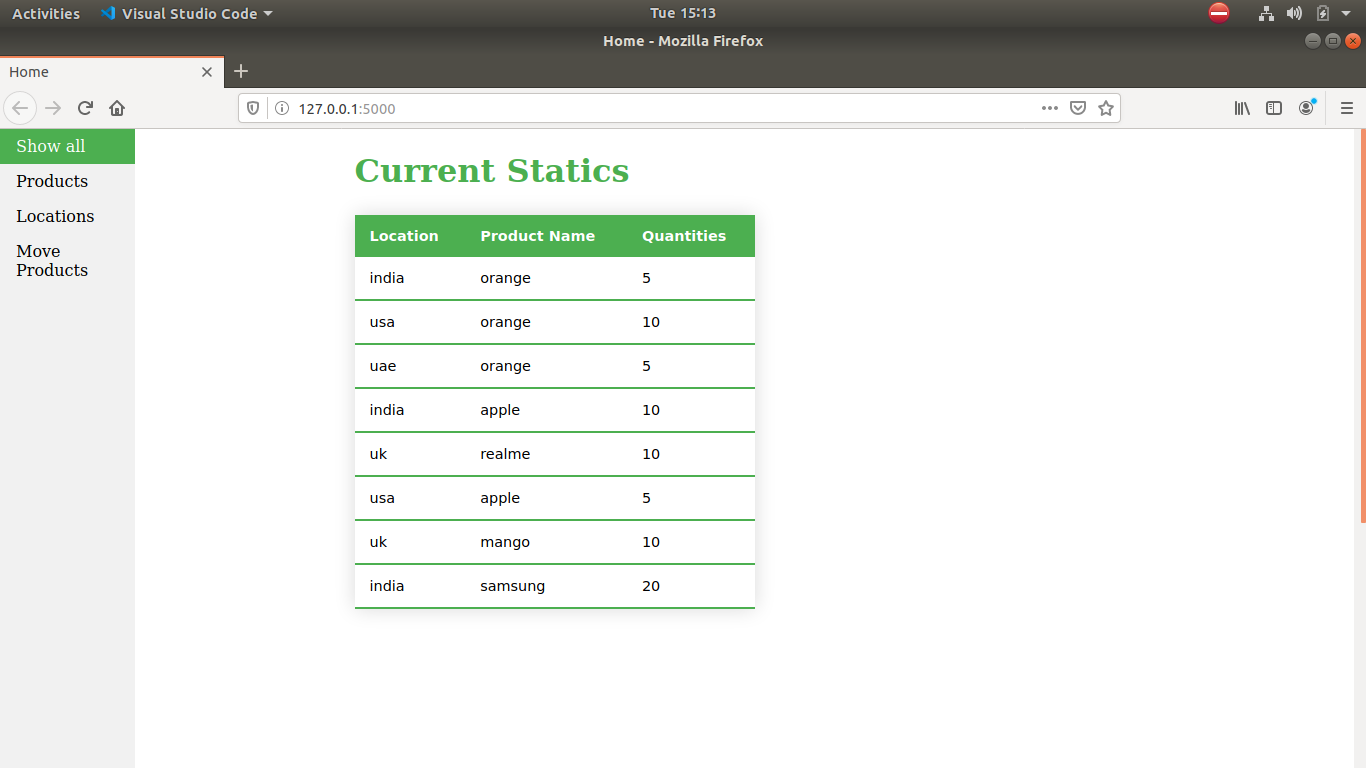 Activities Visual Studio Code Tue 15:13
Home - Mozilla Firefox
Home
127.0.0.1:5000
Show all
Products
Locations
Move
Products
Current Statics
Location Product Name Quantities
india orange 5
usa orange 10
uae orange 5
india apple 10
uk realme 10
usa apple 5
uk mango 10
india samsung 20